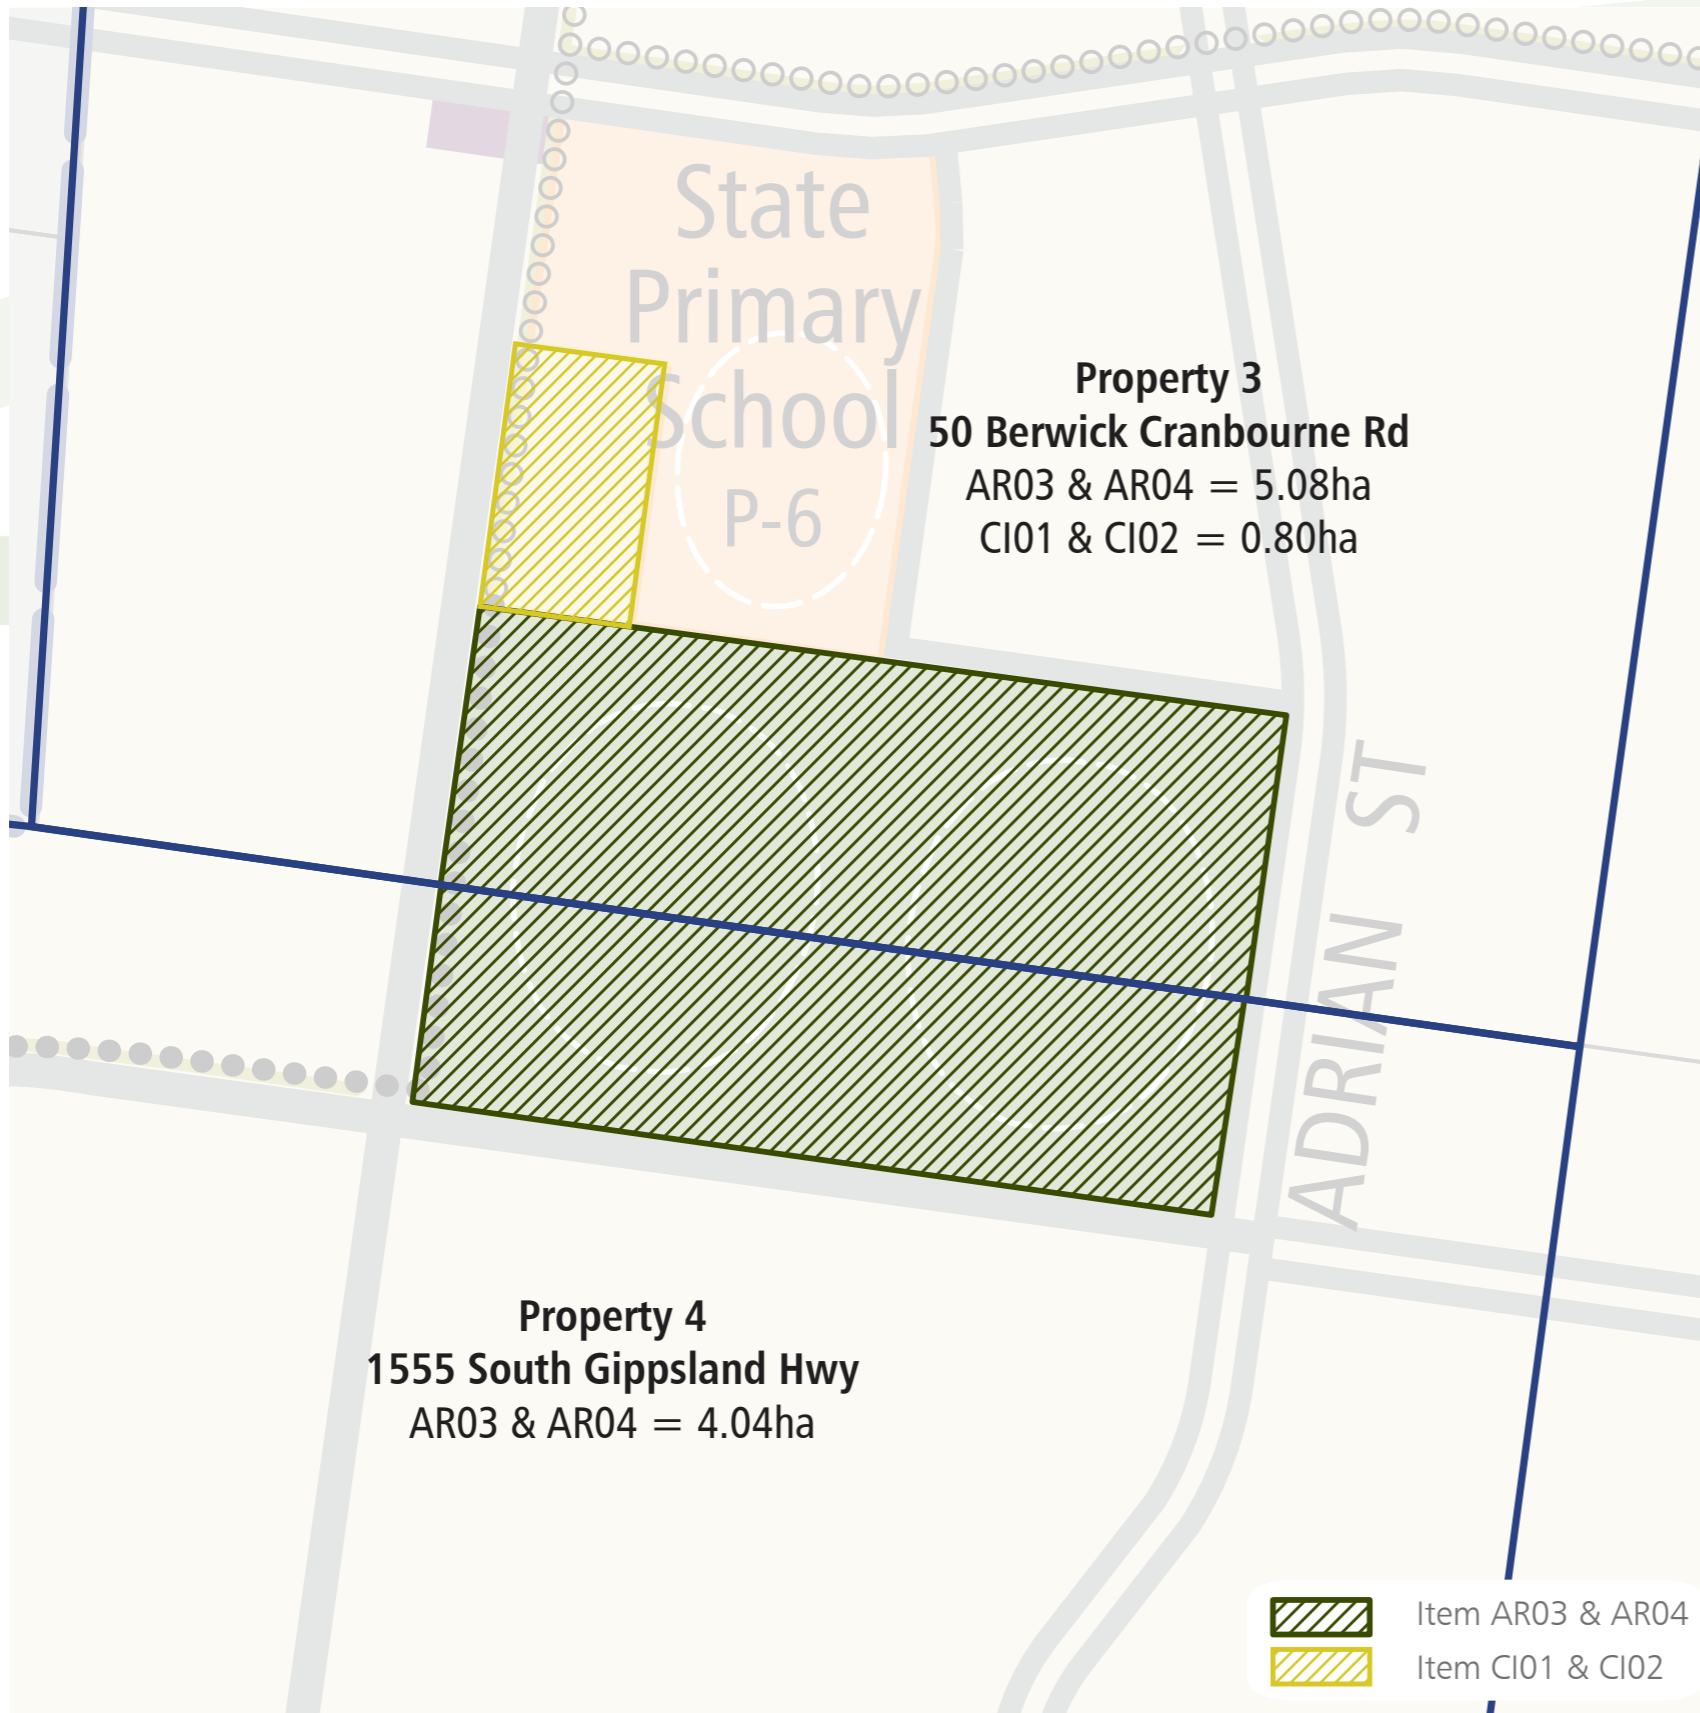 State
Primary
School
P-6
Property 3
50 Berwick Cranbourne Rd
AR03 & AR04 = 5.08ha
CI01 & CI02 = 0.80ha
ADRIAN ST
Property 4
1555 South Gippsland Hwy
AR03 & AR04 = 4.04ha
Item AR03 & AR04
Item CI01 & CI02